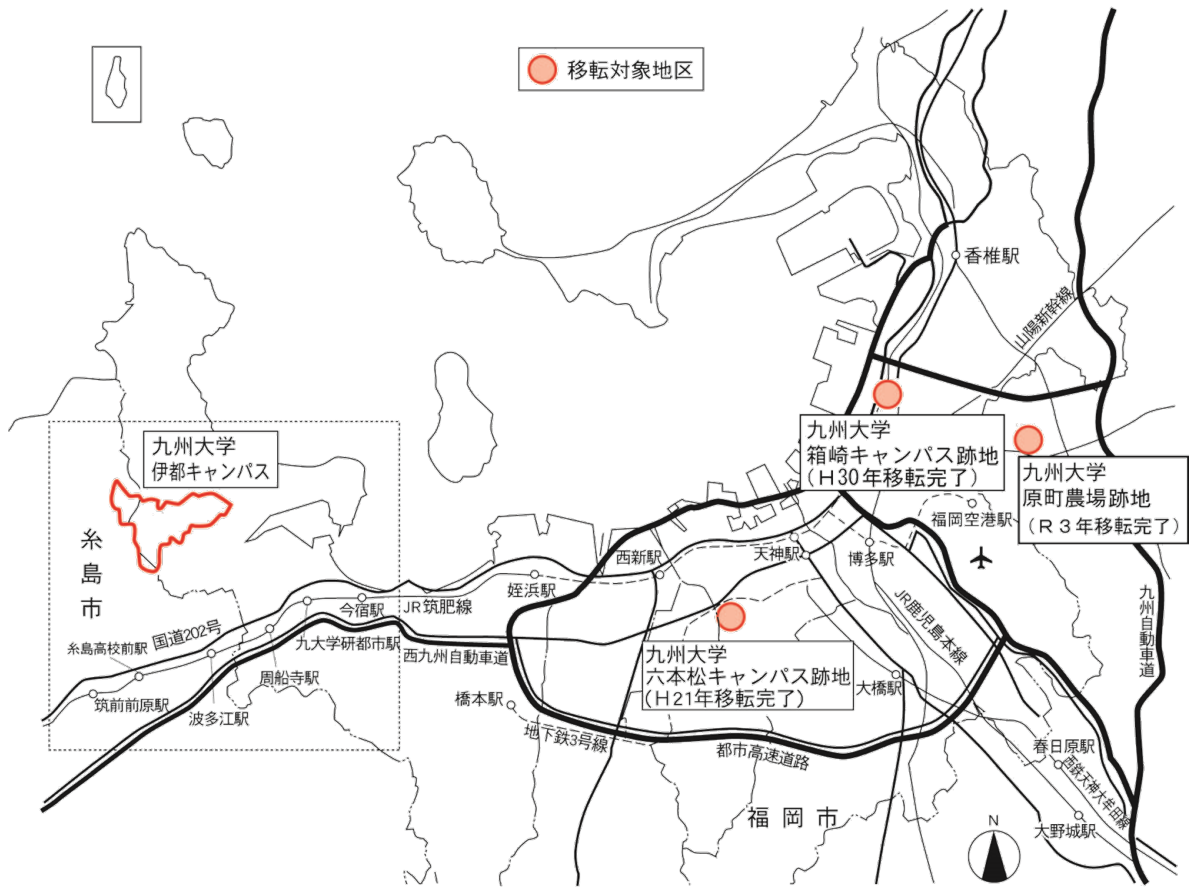 移転対象地区
香椎駅
山陽新幹線
九州大学
箱崎キャンパス跡地
(H30年移転完了)
九州大学
伊都キャンパス
九州大学
原町農場跡地
(R3年移転完了)
福岡空港駅
糸島市
西新駅
天神駅
博多駅
姪浜駅
今宿駅
JR筑肥線
JR鹿児島本線
九州自動車道
国道202号
糸島高校前駅
九大学研都市駅
西九州自動車道
九州大学
六本松キャンパス跡地
(H21年移転完了)
周船寺駅
大橋駅
筑前前原駅
波多江駅
橋本駅
地下鉄3号線
都市高速道路
春日原駅
西鉄天神大牟田線
福岡市
大野城駅
N